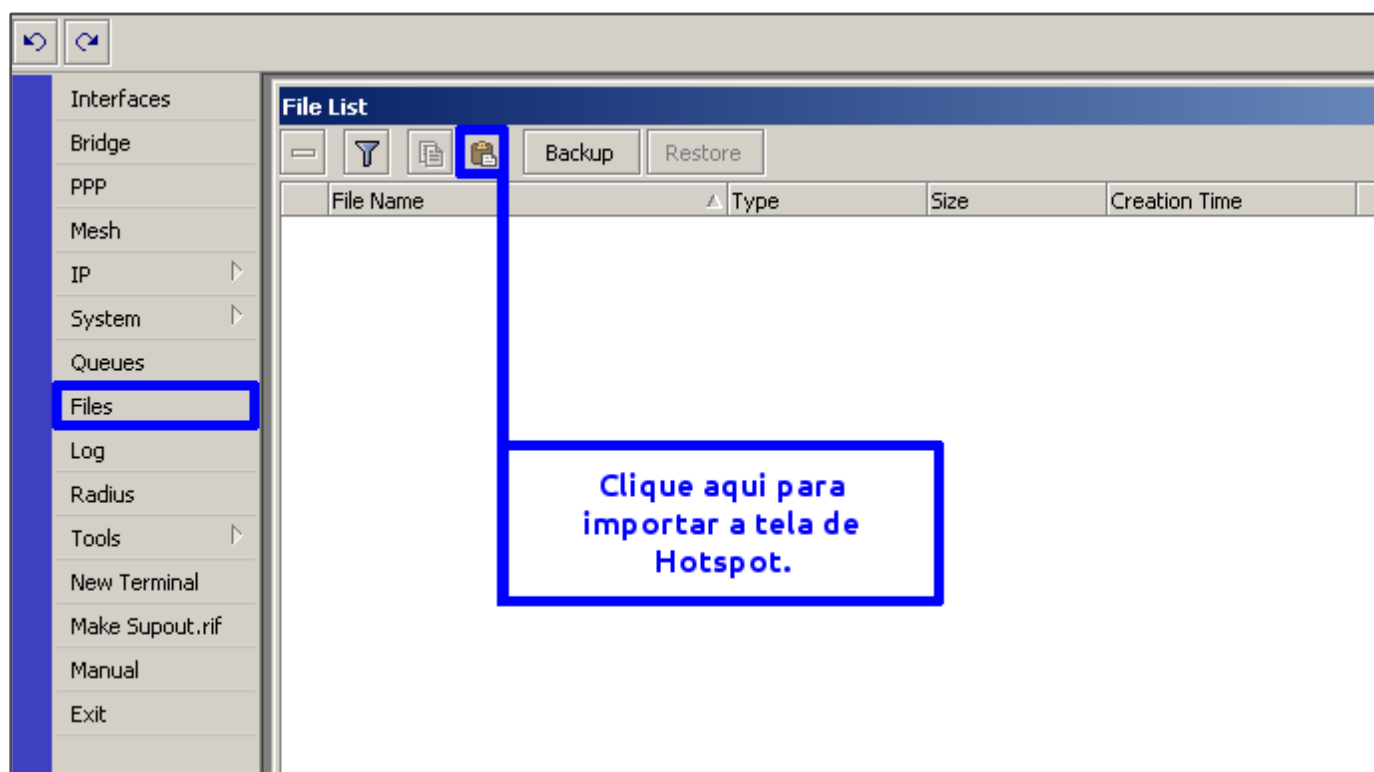 Interfaces
Bridge
PPP
Mesh
IP
System
Queues
Files
Log
Radius
Tools
New Terminal
Make Supout.rif
Manual
Exit
File List
Backup Restore
File Name Type Size Creation Time
Clique aqui para
importar a tela de
Hotspot.